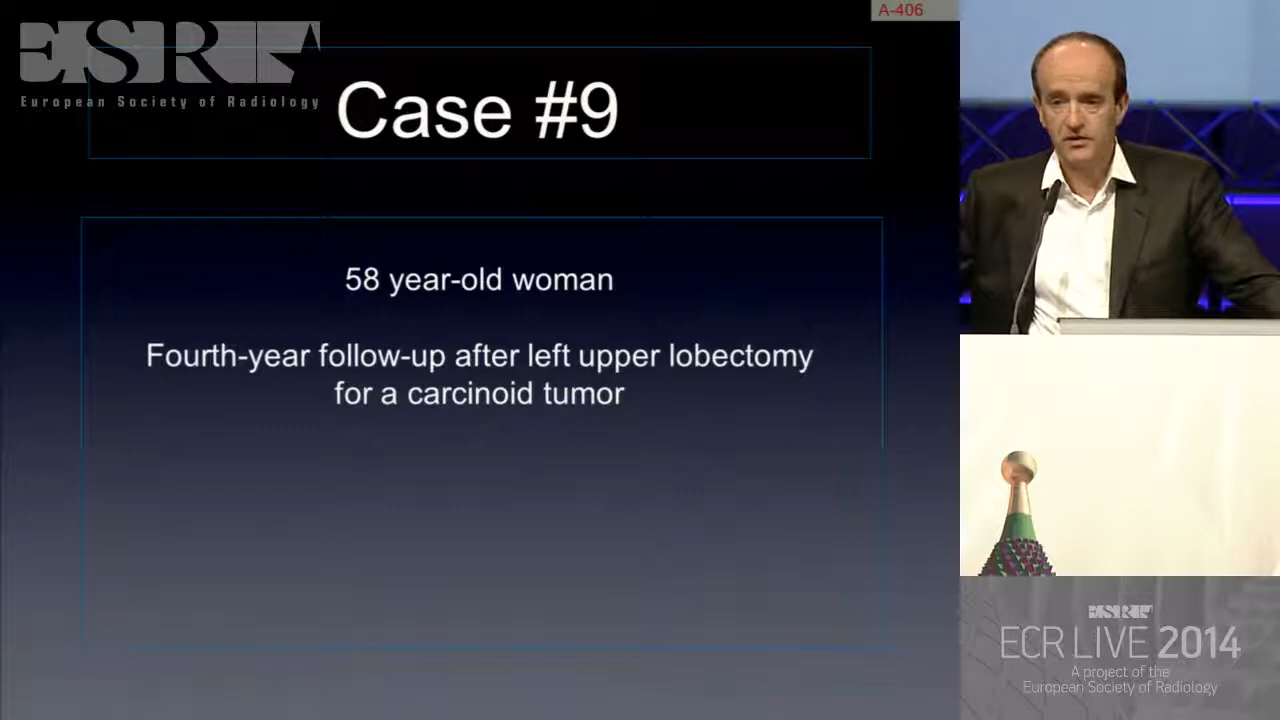 A-406
ESR
European Society of Radiology
Case #9
58 year-old woman
Fourth-year follow-up after left upper lobectomy
for a carcinoid tumor
ESR
ECR LIVE 2014
A project of the
European Society of Radiology